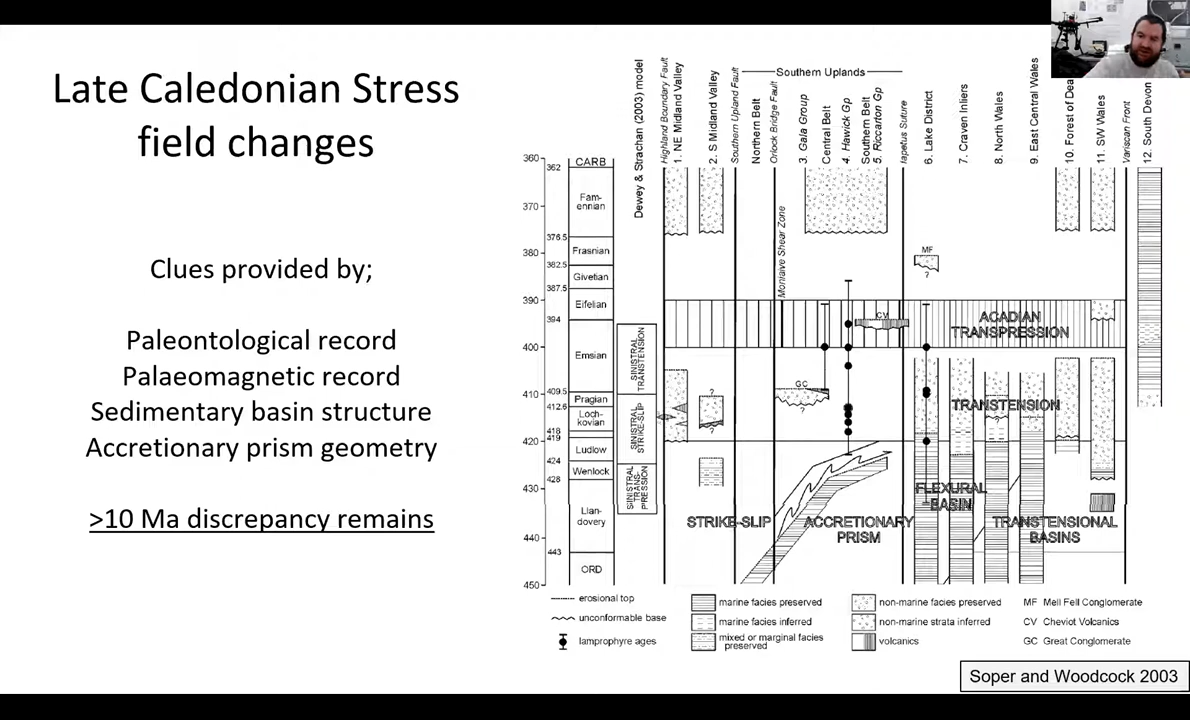 Late Caledonian Stress
field changes
Clues provided by;
Paleontological record
Palaeomagnetic record
Sedimentary basin structure
Accretionary prism geometry
>10 Ma discrepancy remains
Dewey & Strachan (2003) model
Highland Boundary Fault
1. NE Midland Valley
2. S Midland Valley
Southern Upland Fault
Southern Uplands
Northern Belt
Orlock Bridge Fault
3. Gala Group
Central Belt
4. Hawick Gp
Southern Belt
5. Riccarton Gp
Iapetus Suture
6. Lake District
7. Craven Inliers
8. North Wales
9. East Central Wales
10. Forest of Dea
11. SW Wales
Variscan Front
12. South Devon
360
370
380
390
400
410
420
430
440
450
362
376.5
382.5
387.5
394
409.5
412.6
418
419
424
428
443
CARB
Fam-
ennian
Frasnian
Givetian
Eifelian
Emsian
Pragian
Loch-
kovian
Ludlow
Wenlock
Llan-
dovery
ORD
SINISTRAL
TRANSTENSION
SINISTRAL
STRIKE-SLIP
SINISTRAL
TRANS-
PRESSION
Moniaive Shear Zone
MF
?
CV
ACADIAN
TRANSPRESSION
GC
?
?
?
TRANSTENSION
?
FLEXURAL
BASIN
STRIKE-SLIP
ACCRETIONARY
PRISM
TRANSTENSIONAL
BASINS
erosional top
unconformable base
lamprophyre ages
marine facies preserved
marine facies inferred
mixed or marginal facies
preserved
non-marine facies preserved
non-marine strata inferred
volcanics
MF Mell Fell Conglomerate
CV Cheviot Volcanics
GC Great Conglomerate
Soper and Woodcock 2003